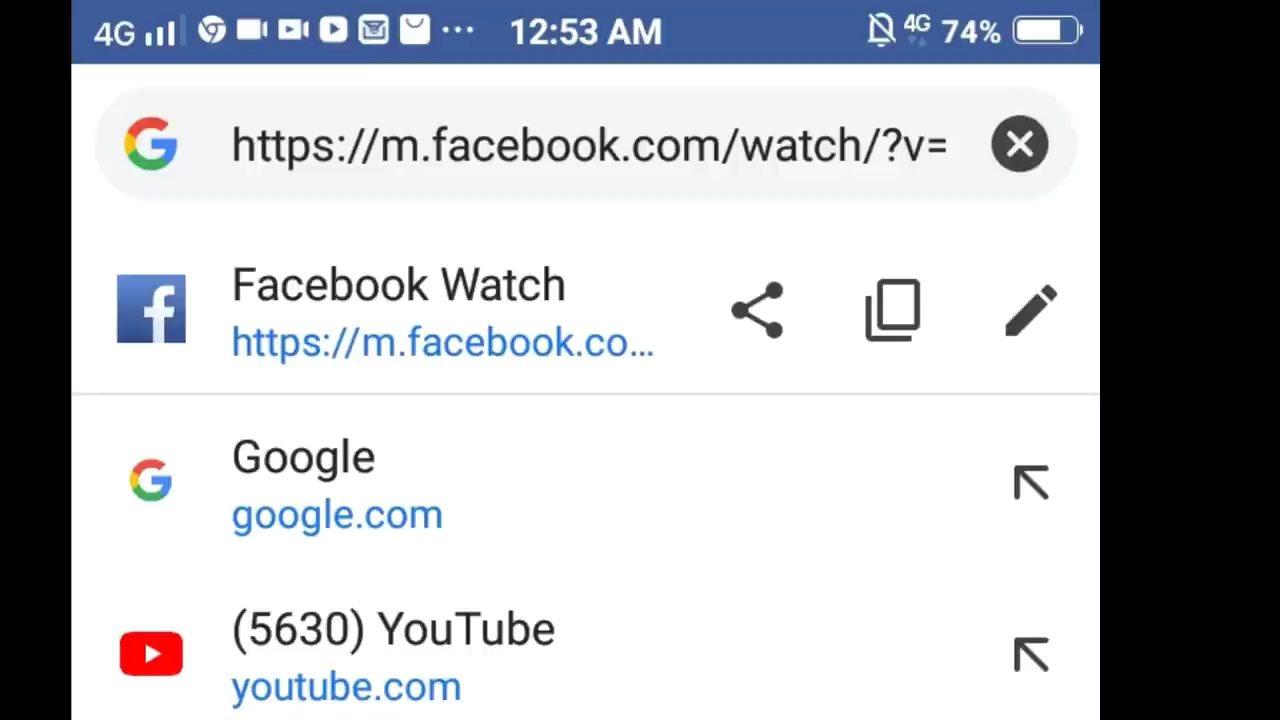 4G 12:53 AM 4G 74%
https://m.facebook.com/watch/?v=
Facebook Watch
https://m.facebook.co...
Google
google.com
(5630) YouTube
youtube.com